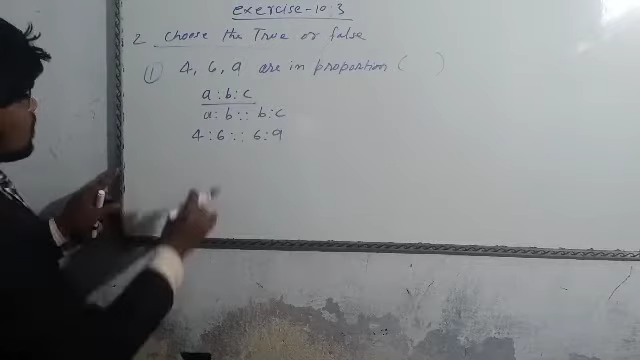 exercise-10.3
2 choose the True or false
① 4, 6, 9 are in proportion ( )
a:b:c
a:b :: b:c
4:6 :: 6:9